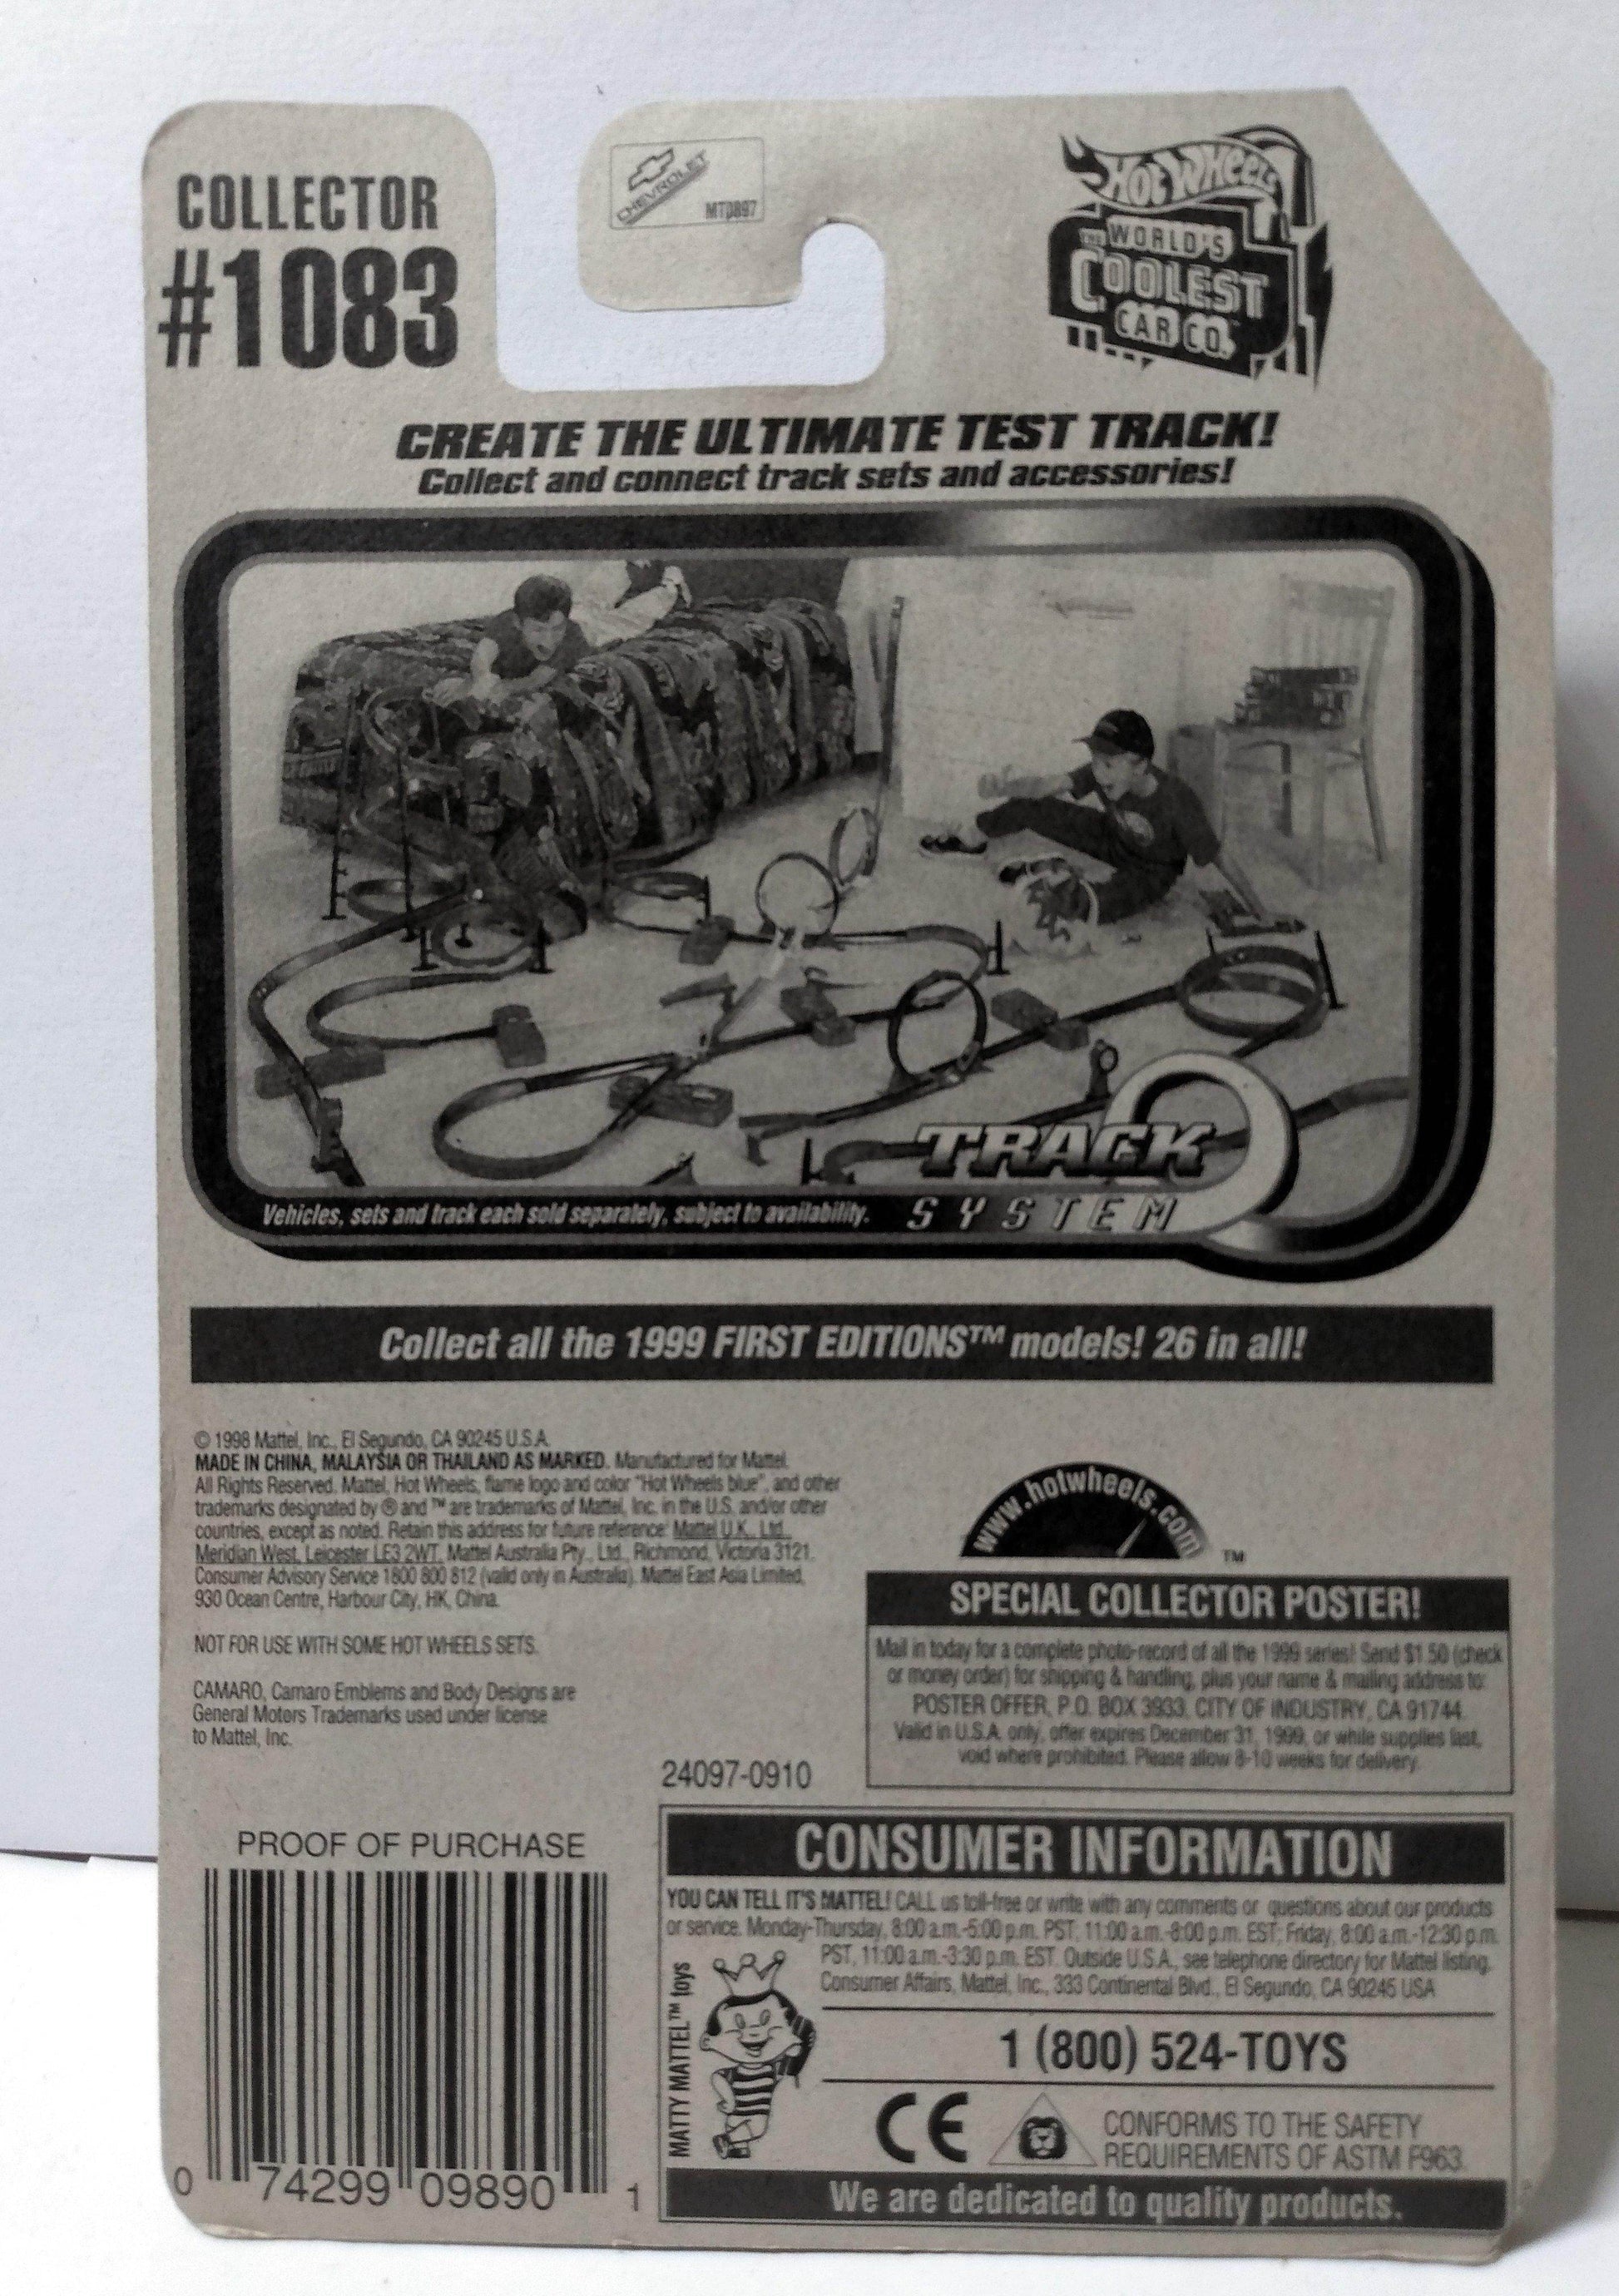 COLLECTOR
#1083
CHEVROLET
MT0897
HOT WHEELS
THE WORLD'S
COOLEST
CAR CO.™
CREATE THE ULTIMATE TEST TRACK!
Collect and connect track sets and accessories!
TRACK
SYSTEM
Vehicles, sets and track each sold separately, subject to availability.
Collect all the 1999 FIRST EDITIONS™ models! 26 in all!
© 1998 Mattel, Inc., El Segundo, CA 90245 U.S.A.
MADE IN CHINA, MALAYSIA OR THAILAND AS MARKED. Manufactured for Mattel.
All Rights Reserved. Mattel, Hot Wheels, flame logo and color "Hot Wheels blue", and other
trademarks designated by ® and ™ are trademarks of Mattel, Inc. in the U.S. and/or other
countries, except as noted. Retain this address for future reference: Mattel U.K., Ltd.,
Meridian West, Leicester LE3 2WT. Mattel Australia Pty., Ltd., Richmond, Victoria 3121.
Consumer Advisory Service 1800 800 812 (valid only in Australia). Mattel East Asia Limited,
930 Ocean Centre, Harbour City, HK, China.
NOT FOR USE WITH SOME HOT WHEELS SETS.
CAMARO, Camaro Emblems and Body Designs are
General Motors Trademarks used under license
to Mattel, Inc.
24097-0910
www.hotwheels.com
™
SPECIAL COLLECTOR POSTER!
Mail in today for a complete photo-record of all the 1999 series! Send $1.50 (check
or money order) for shipping & handling, plus your name & mailing address to:
POSTER OFFER, P.O. BOX 3933, CITY OF INDUSTRY, CA 91744.
Valid in U.S.A. only, offer expires December 31, 1999, or while supplies last,
void where prohibited. Please allow 8-10 weeks for delivery.
PROOF OF PURCHASE
0 74299 09890 1
CONSUMER INFORMATION
YOU CAN TELL IT'S MATTEL! CALL us toll-free or write with any comments or questions about our products
or service. Monday-Thursday, 8:00 a.m.-5:00 p.m. PST, 11:00 a.m.-8:00 p.m. EST; Friday, 8:00 a.m.-12:30 p.m.
PST, 11:00 a.m.-3:30 p.m. EST. Outside U.S.A., see telephone directory for Mattel listing.
Consumer Affairs, Mattel, Inc., 333 Continental Blvd., El Segundo, CA 90245 USA
MATTY MATTEL™ toys
1 (800) 524-TOYS
CE
CONFORMS TO THE SAFETY
REQUIREMENTS OF ASTM F963.
We are dedicated to quality products.